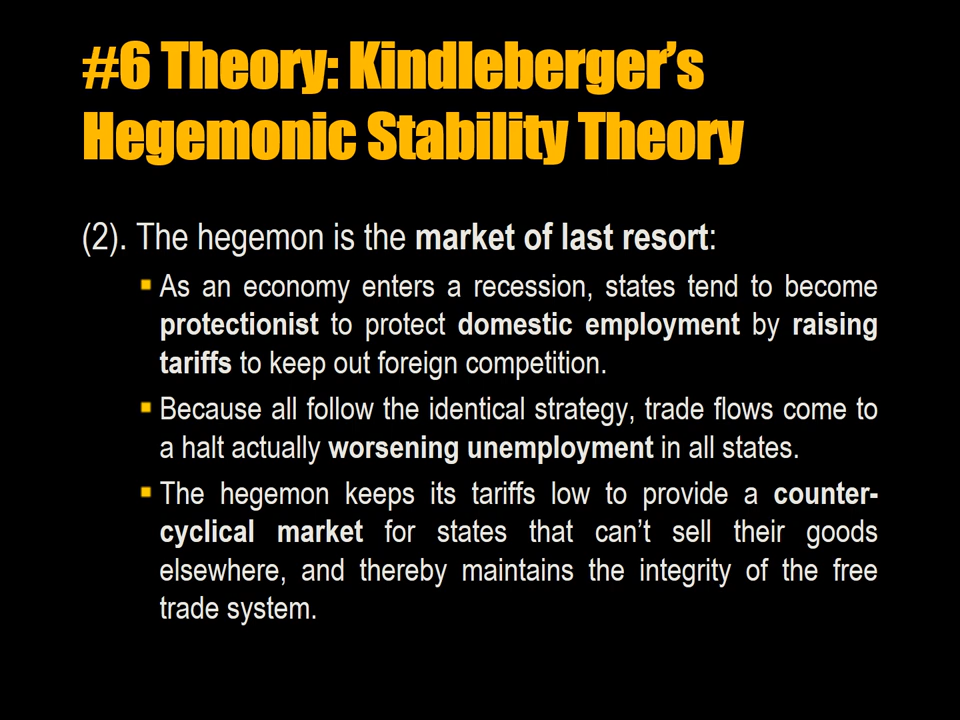 #6 Theory: Kindleberger’s
Hegemonic Stability Theory
(2). The hegemon is the market of last resort:
As an economy enters a recession, states tend to become
protectionist to protect domestic employment by raising
tariffs to keep out foreign competition.
Because all follow the identical strategy, trade flows come to
a halt actually worsening unemployment in all states.
The hegemon keeps its tariffs low to provide a counter-
cyclical market for states that can’t sell their goods
elsewhere, and thereby maintains the integrity of the free
trade system.